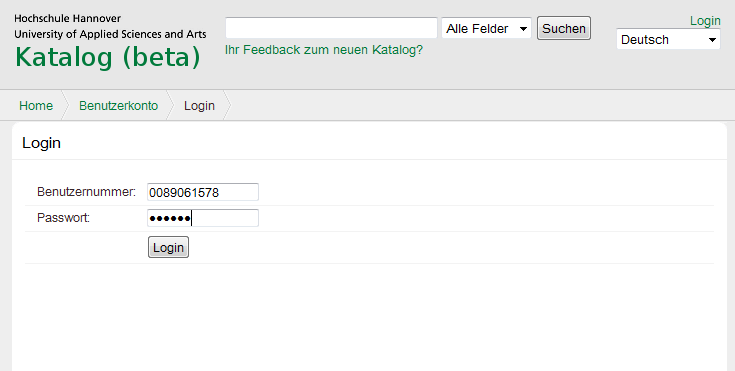 Hochschule Hannover
University of Applied Sciences and Arts
Katalog (beta)
Alle Felder
Suchen
Ihr Feedback zum neuen Katalog?
Login
Deutsch
Home
Benutzerkonto
Login
Login
Benutzernummer: 0089061578
Passwort: ••••••
Login